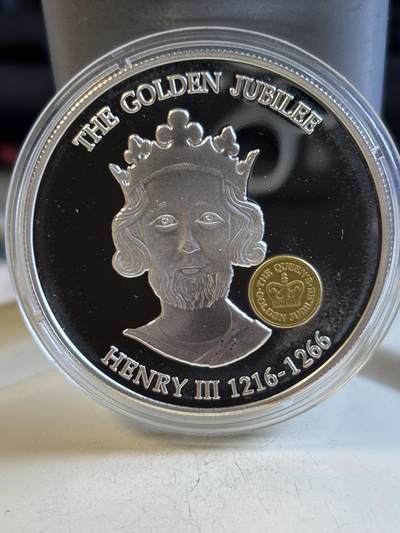 THE GOLDEN JUBILEE
·THE QUEEN'S·
GOLDEN JUBILEE
HENRY III 1216-1266